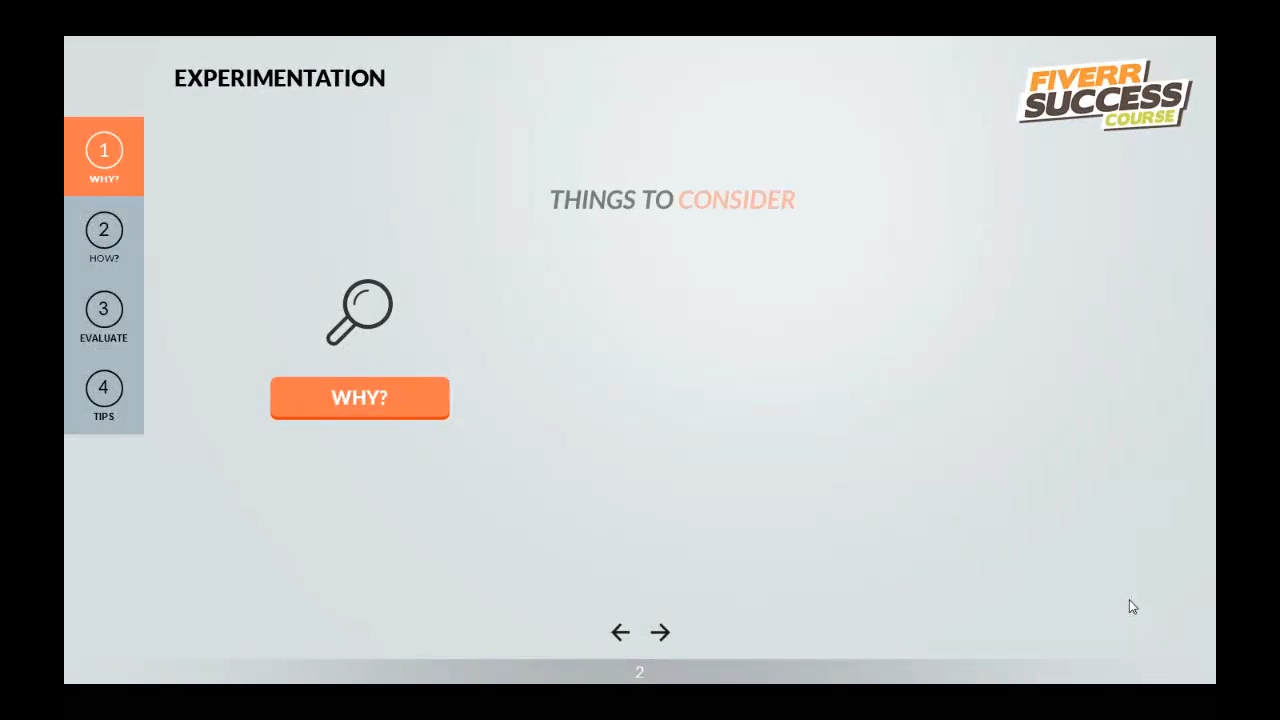 EXPERIMENTATION
FIVERR
SUCCESS
COURSE
1
WHY?
2
HOW?
3
EVALUATE
4
TIPS
THINGS TO CONSIDER
WHY?
2